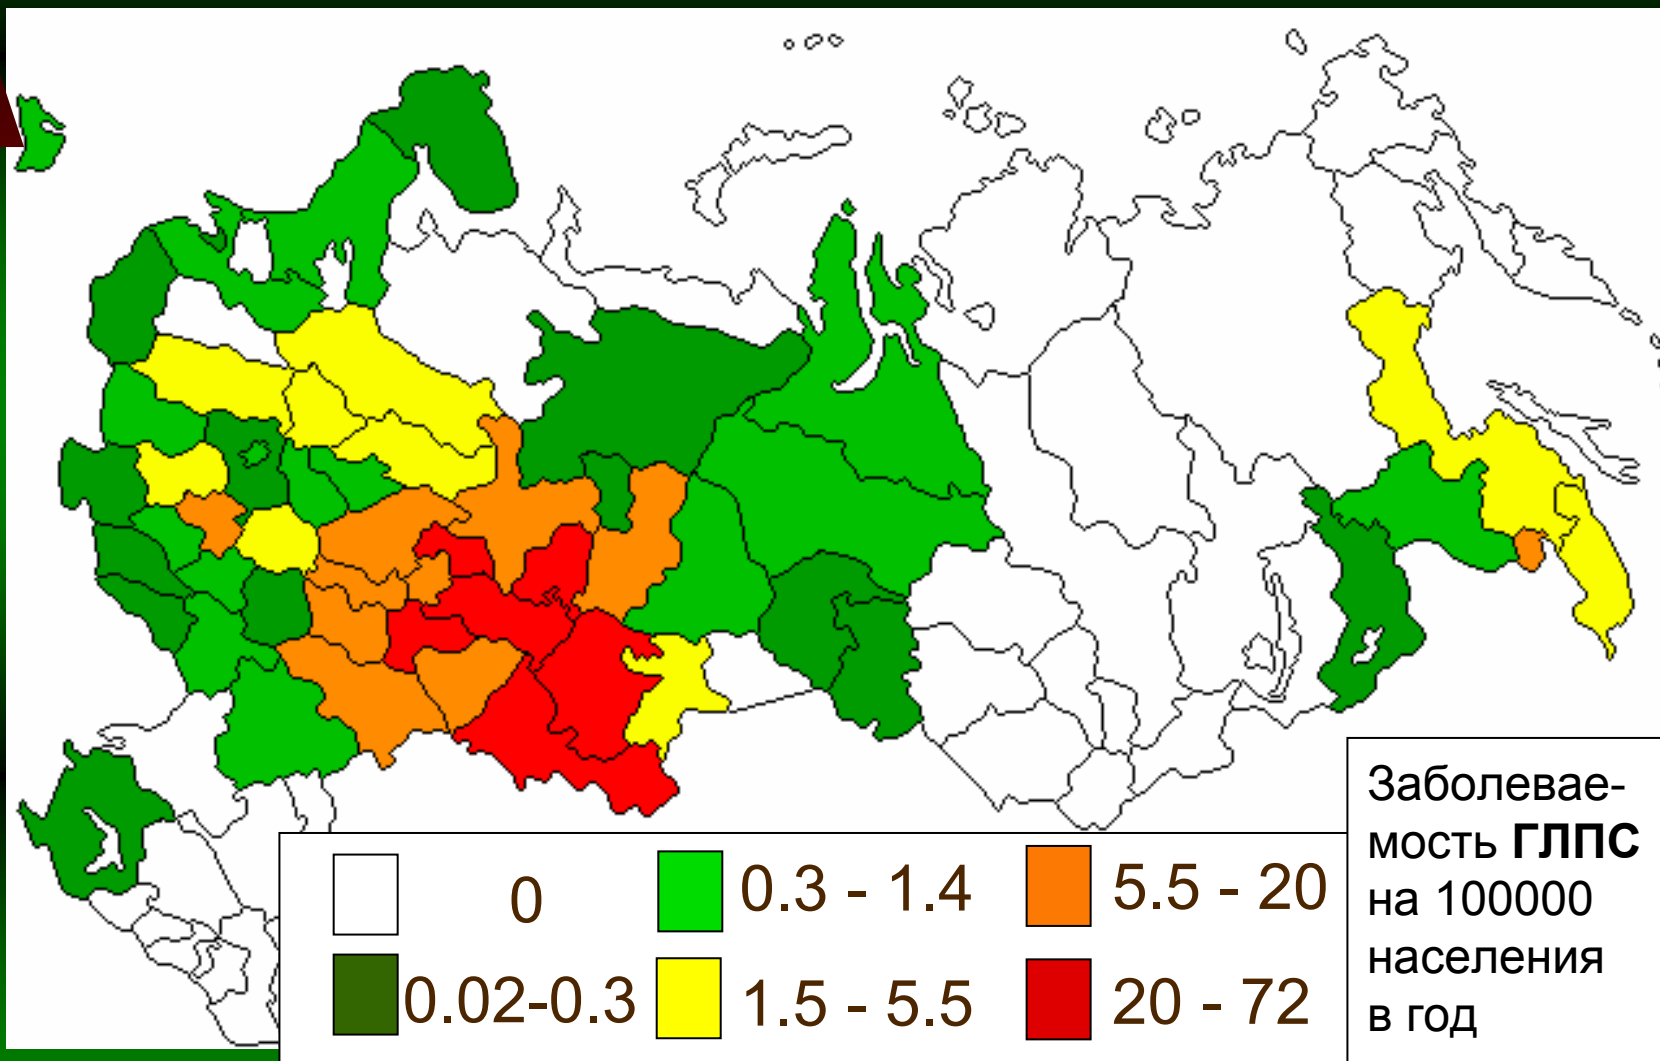 Заболевае-
мость ГЛПС
на 100000
населения
в год
0
0.3 - 1.4
5.5 - 20
0.02-0.3
1.5 - 5.5
20 - 72